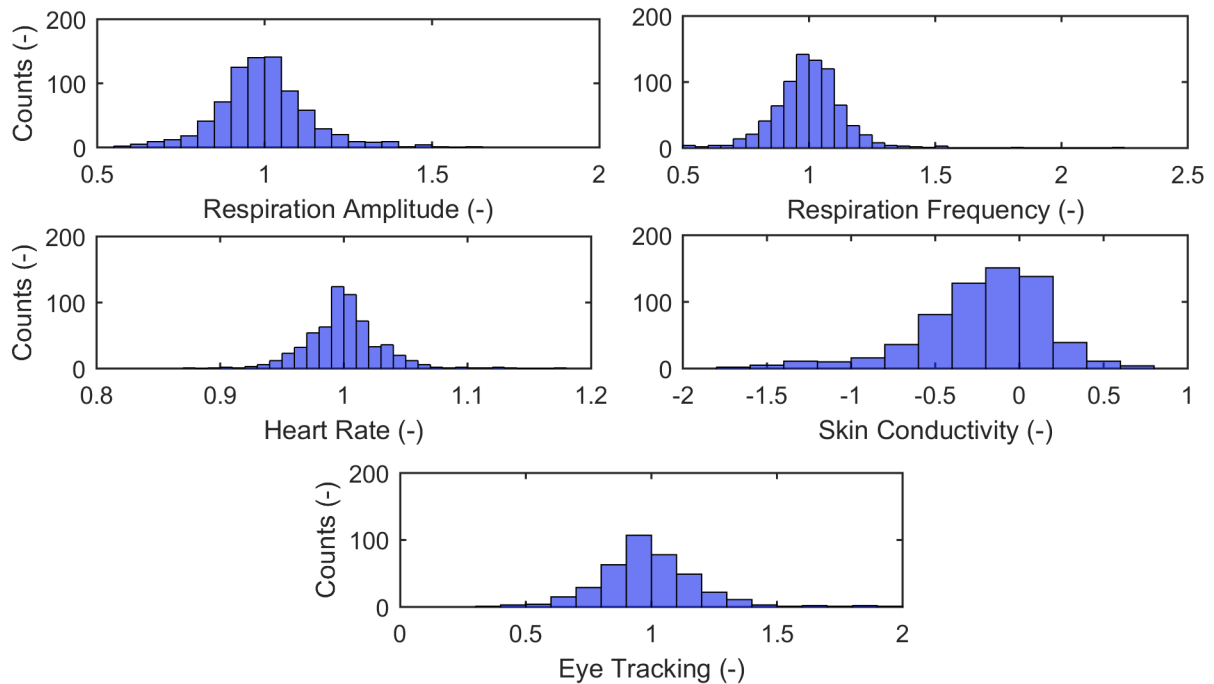 200
100
0
Counts (-)
0.5 1 1.5 2
Respiration Amplitude (-)
200
100
0
0.5 1 1.5 2 2.5
Respiration Frequency (-)
200
100
0
Counts (-)
0.8 0.9 1 1.1 1.2
Heart Rate (-)
200
100
0
-2 -1.5 -1 -0.5 0 0.5 1
Skin Conductivity (-)
200
100
0
Counts (-)
0 0.5 1 1.5 2
Eye Tracking (-)